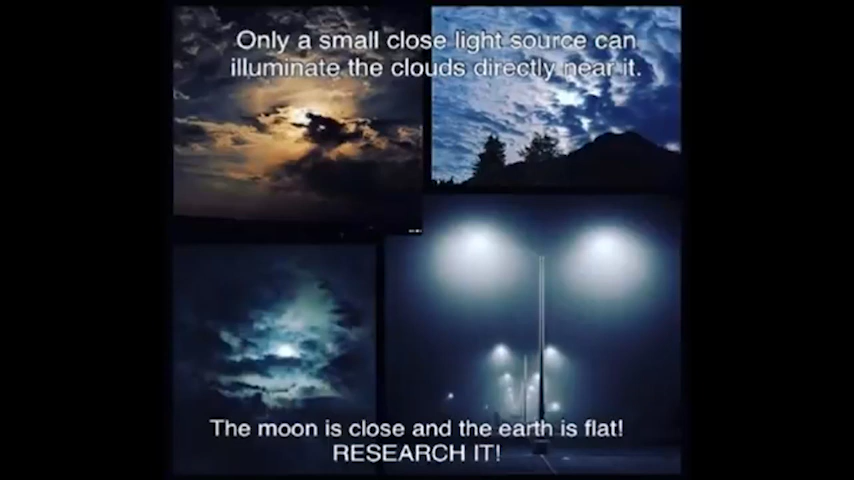 Only a small close light source can
illuminate the clouds directly near it.
The moon is close and the earth is flat!
RESEARCH IT!